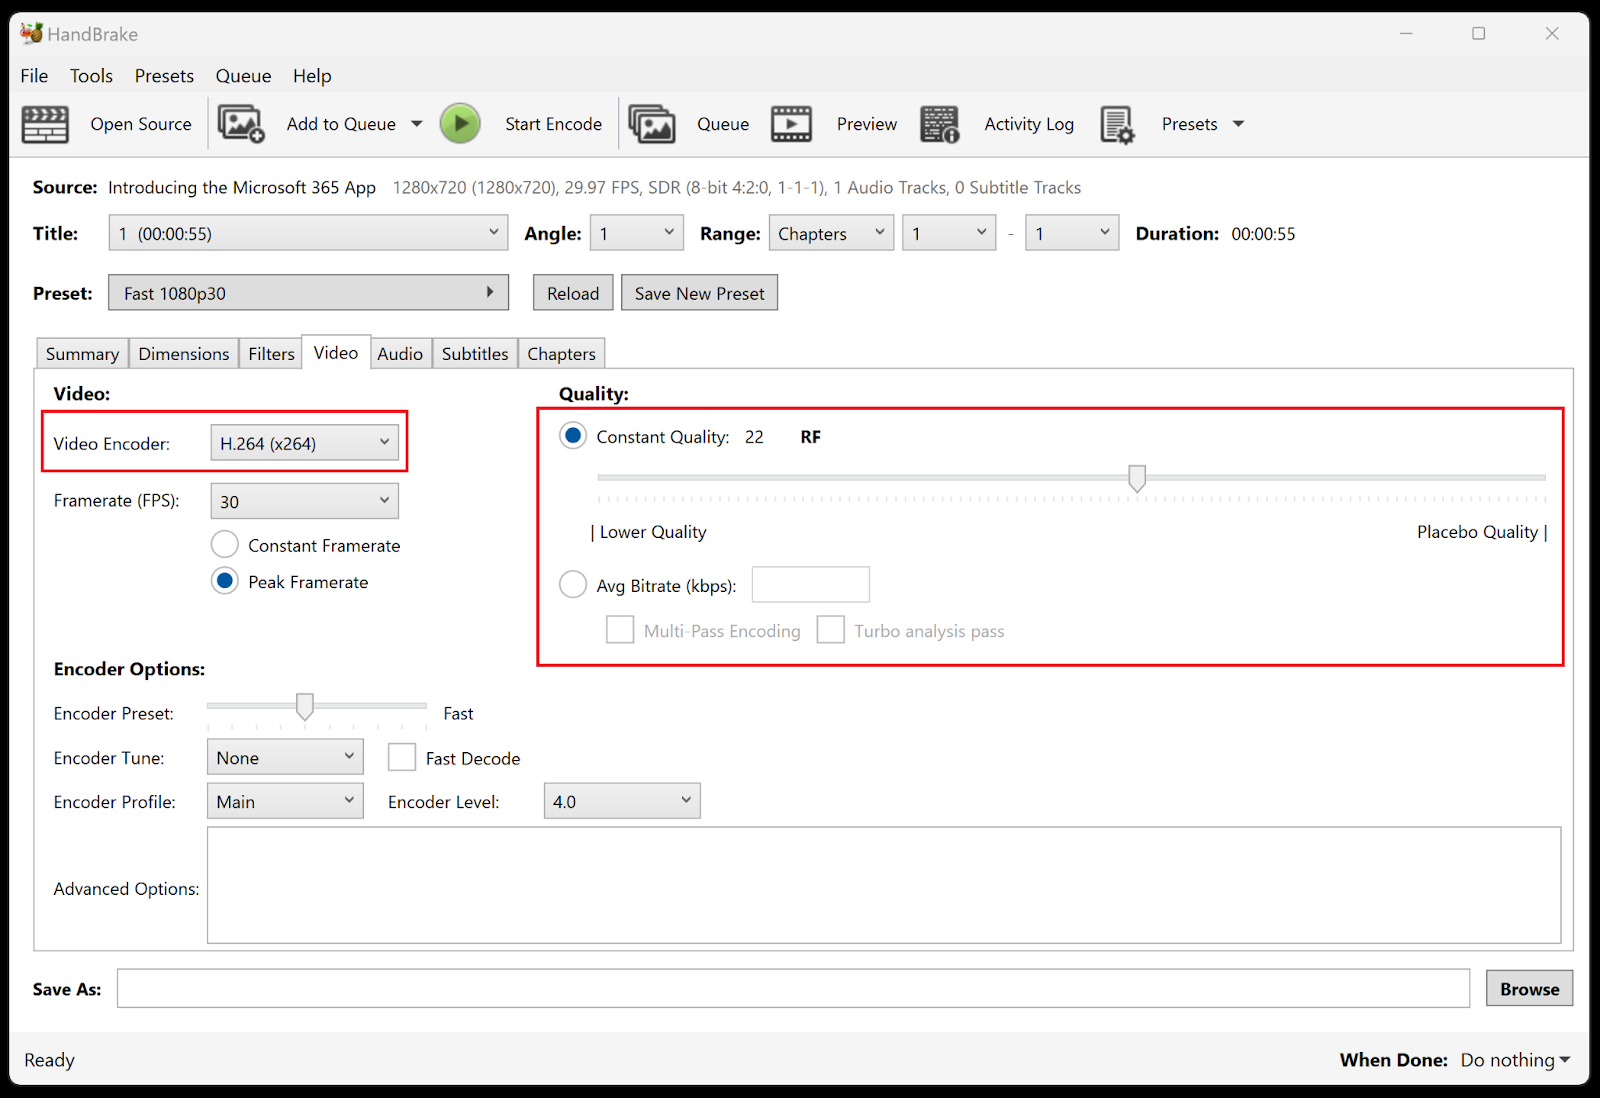 HandBrake
File Tools Presets Queue Help
Open Source Add to Queue Start Encode Queue Preview Activity Log Presets
Source: Introducing the Microsoft 365 App 1280x720 (1280x720), 29.97 FPS, SDR (8-bit 4:2:0, 1-1-1), 1 Audio Tracks, 0 Subtitle Tracks
Title: 1 (00:00:55) Angle: 1 Range: Chapters 1 - 1 Duration: 00:00:55
Preset: Fast 1080p30 Reload Save New Preset
Summary Dimensions Filters Video Audio Subtitles Chapters
Video: Quality:
Video Encoder: H.264 (x264) Constant Quality: 22 RF
Framerate (FPS): 30
| Lower Quality Placebo Quality |
Constant Framerate
Peak Framerate Avg Bitrate (kbps):
Multi-Pass Encoding Turbo analysis pass
Encoder Options:
Encoder Preset: Fast
Encoder Tune: None Fast Decode
Encoder Profile: Main Encoder Level: 4.0
Advanced Options:
Save As: Browse
Ready When Done: Do nothing